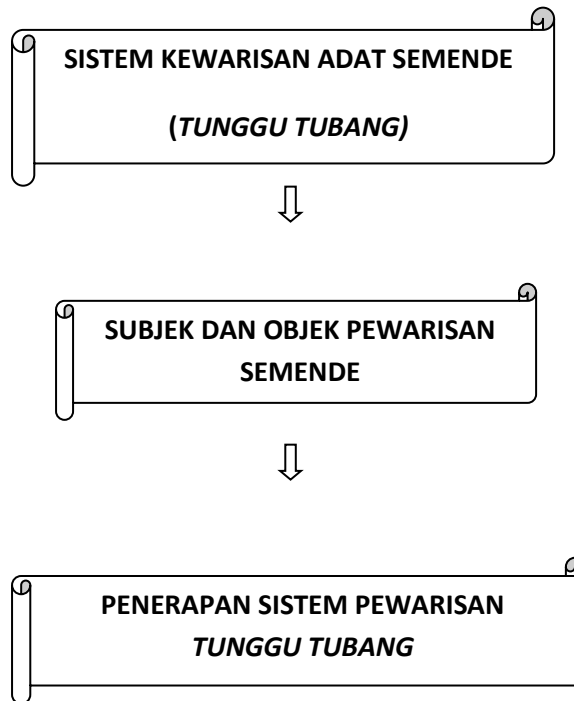 SISTEM KEWARISAN ADAT SEMENDE
(TUNGGU TUBANG)
SUBJEK DAN OBJEK PEWARISAN
SEMENDE
PENERAPAN SISTEM PEWARISAN
TUNGGU TUBANG